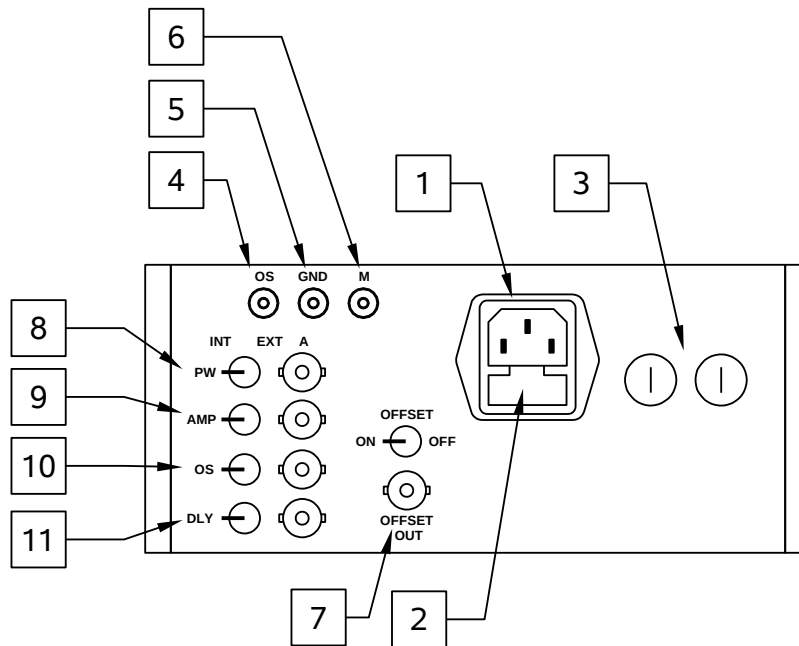 6
5
4
1
3
OS GND M
8
INT EXT A
PW
9
AMP
OFFSET
ON OFF
10
OS
11
DLY
OFFSET
OUT
7
2